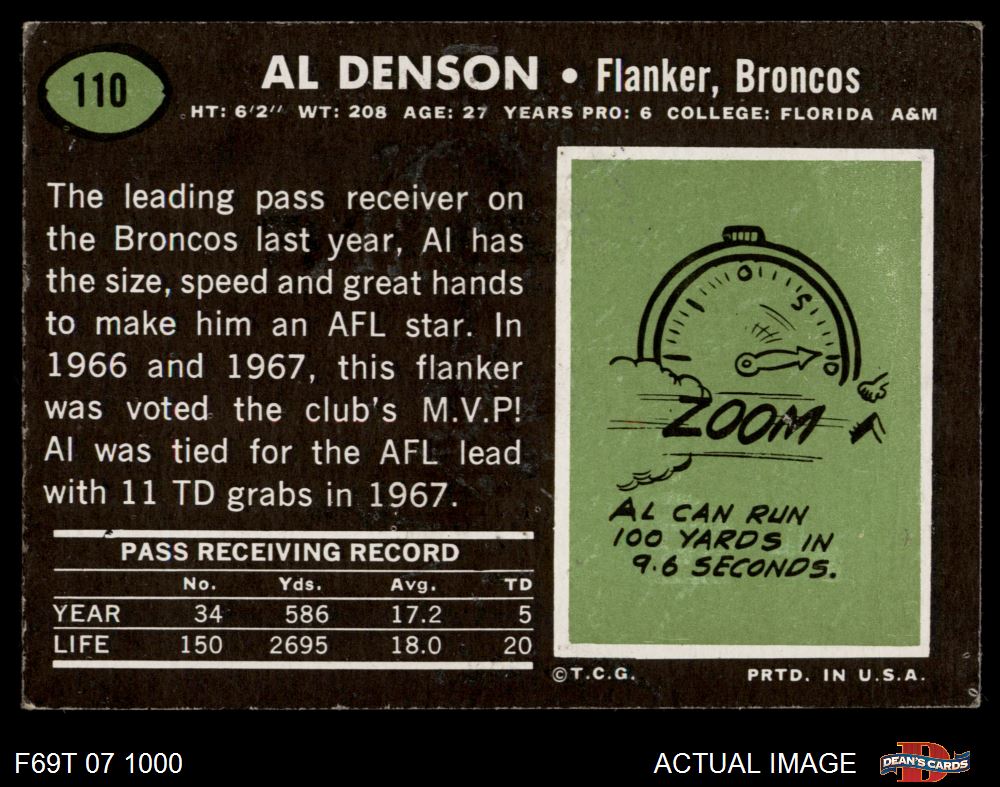 110
AL DENSON • Flanker, Broncos
HT: 6'2" WT: 208 AGE: 27 YEARS PRO: 6 COLLEGE: FLORIDA A&M
The leading pass receiver on
the Broncos last year, Al has
the size, speed and great hands
to make him an AFL star. In
1966 and 1967, this flanker
was voted the club's M.V.P!
Al was tied for the AFL lead
with 11 TD grabs in 1967.
PASS RECEIVING RECORD
No. Yds. Avg. TD
YEAR 34 586 17.2 5
LIFE 150 2695 18.0 20
0
5
10
ZOOM
AL CAN RUN
100 YARDS IN
9.6 SECONDS.
©T.C.G. PRTD. IN U.S.A.
F69T 07 1000
ACTUAL IMAGE
DEAN'S CARDS